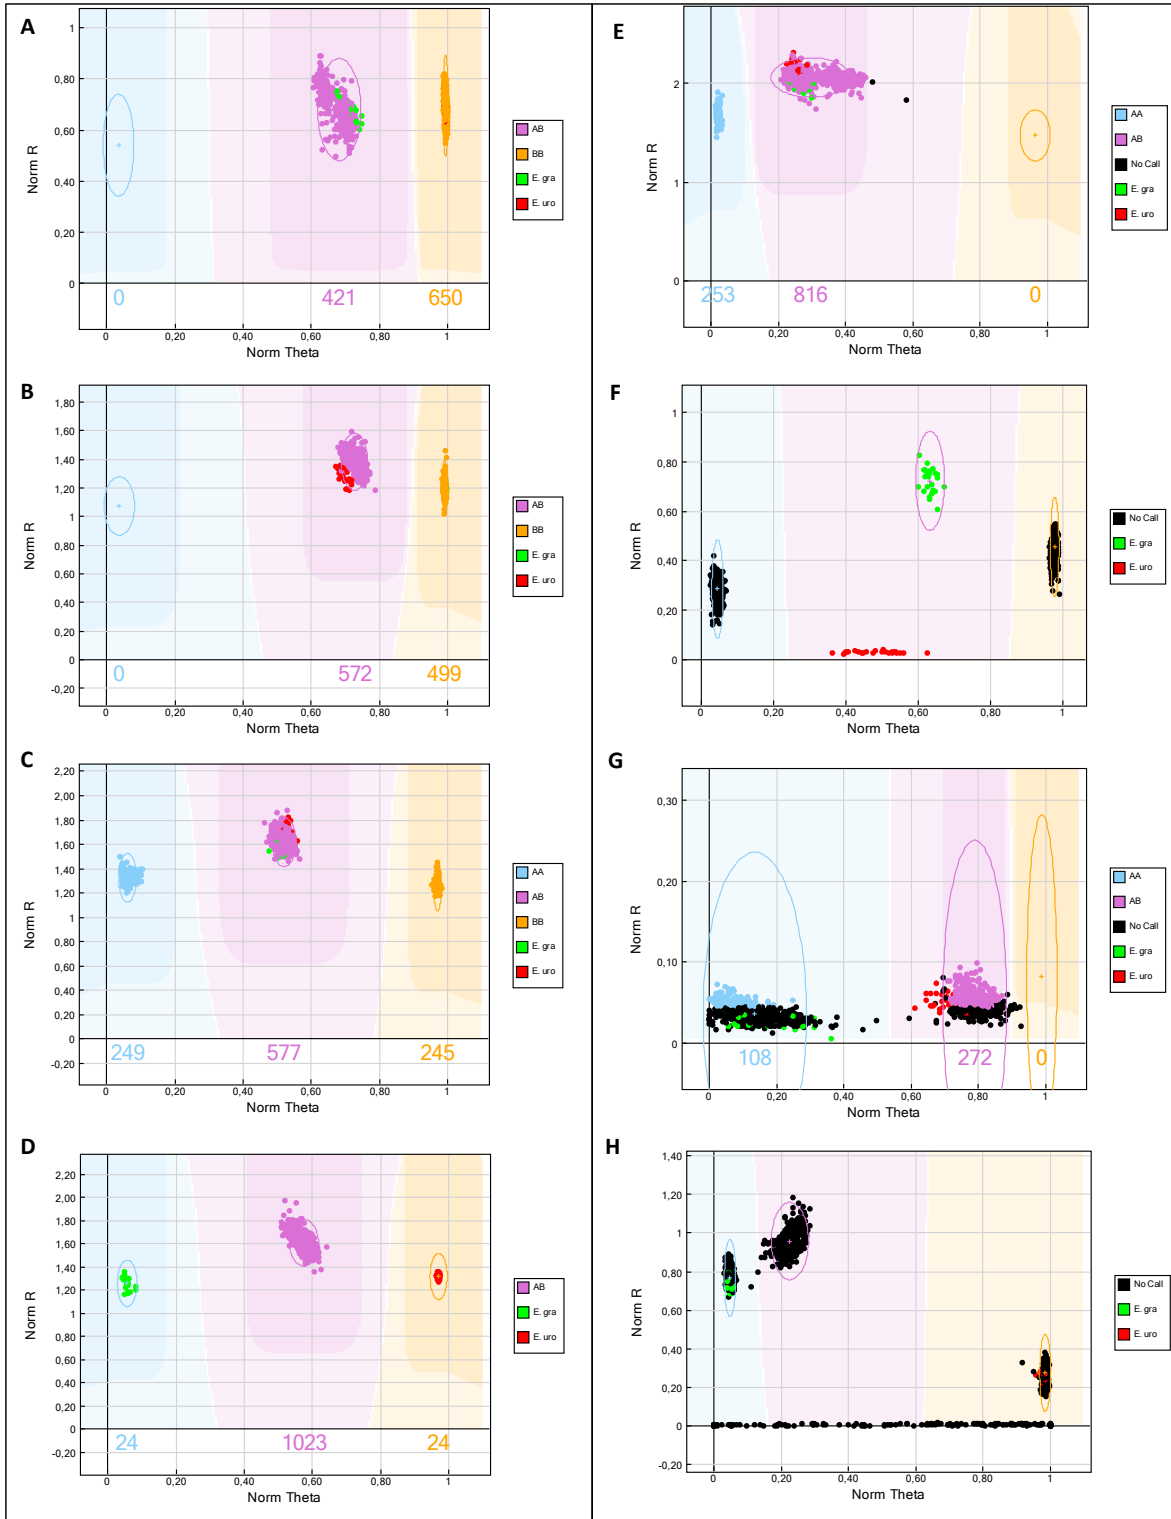 A
1
0,80
0,60
0,40
0,20
0
Norm R
0
421
650
0
0,20
0,40
0,60
0,80
1
Norm Theta
AB
BB
E. gra
E. uro
B
1,80
1,60
1,40
1,20
1
0,80
0,60
0,40
0,20
0
-0,20
Norm R
0
572
499
0
0,20
0,40
0,60
0,80
1
Norm Theta
AB
BB
E. gra
E. uro
C
2,20
2,00
1,80
1,60
1,40
1,20
1
0,80
0,60
0,40
0,20
0
-0,20
Norm R
249
577
245
0
0,20
0,40
0,60
0,80
1
Norm Theta
AA
AB
BB
E. gra
E. uro
D
2,20
2,00
1,80
1,60
1,40
1,20
1
0,80
0,60
0,40
0,20
0
-0,20
Norm R
24
1023
24
0
0,20
0,40
0,60
0,80
1
Norm Theta
AB
E. gra
E. uro
E
2
1
0
Norm R
253
816
0
0
0,20
0,40
0,60
0,80
1
Norm Theta
AA
AB
No Call
E. gra
E. uro
F
1
0,80
0,60
0,40
0,20
0
Norm R
0
0,20
0,40
0,60
0,80
1
Norm Theta
No Call
E. gra
E. uro
G
0,30
0,20
0,10
0
Norm R
108
272
0
0
0,20
0,40
0,60
0,80
1
Norm Theta
AA
AB
No Call
E. gra
E. uro
H
1,40
1,20
1
0,80
0,60
0,40
0,20
0
-0,20
Norm R
0
0,20
0,40
0,60
0,80
1
Norm Theta
No Call
E. gra
E. uro